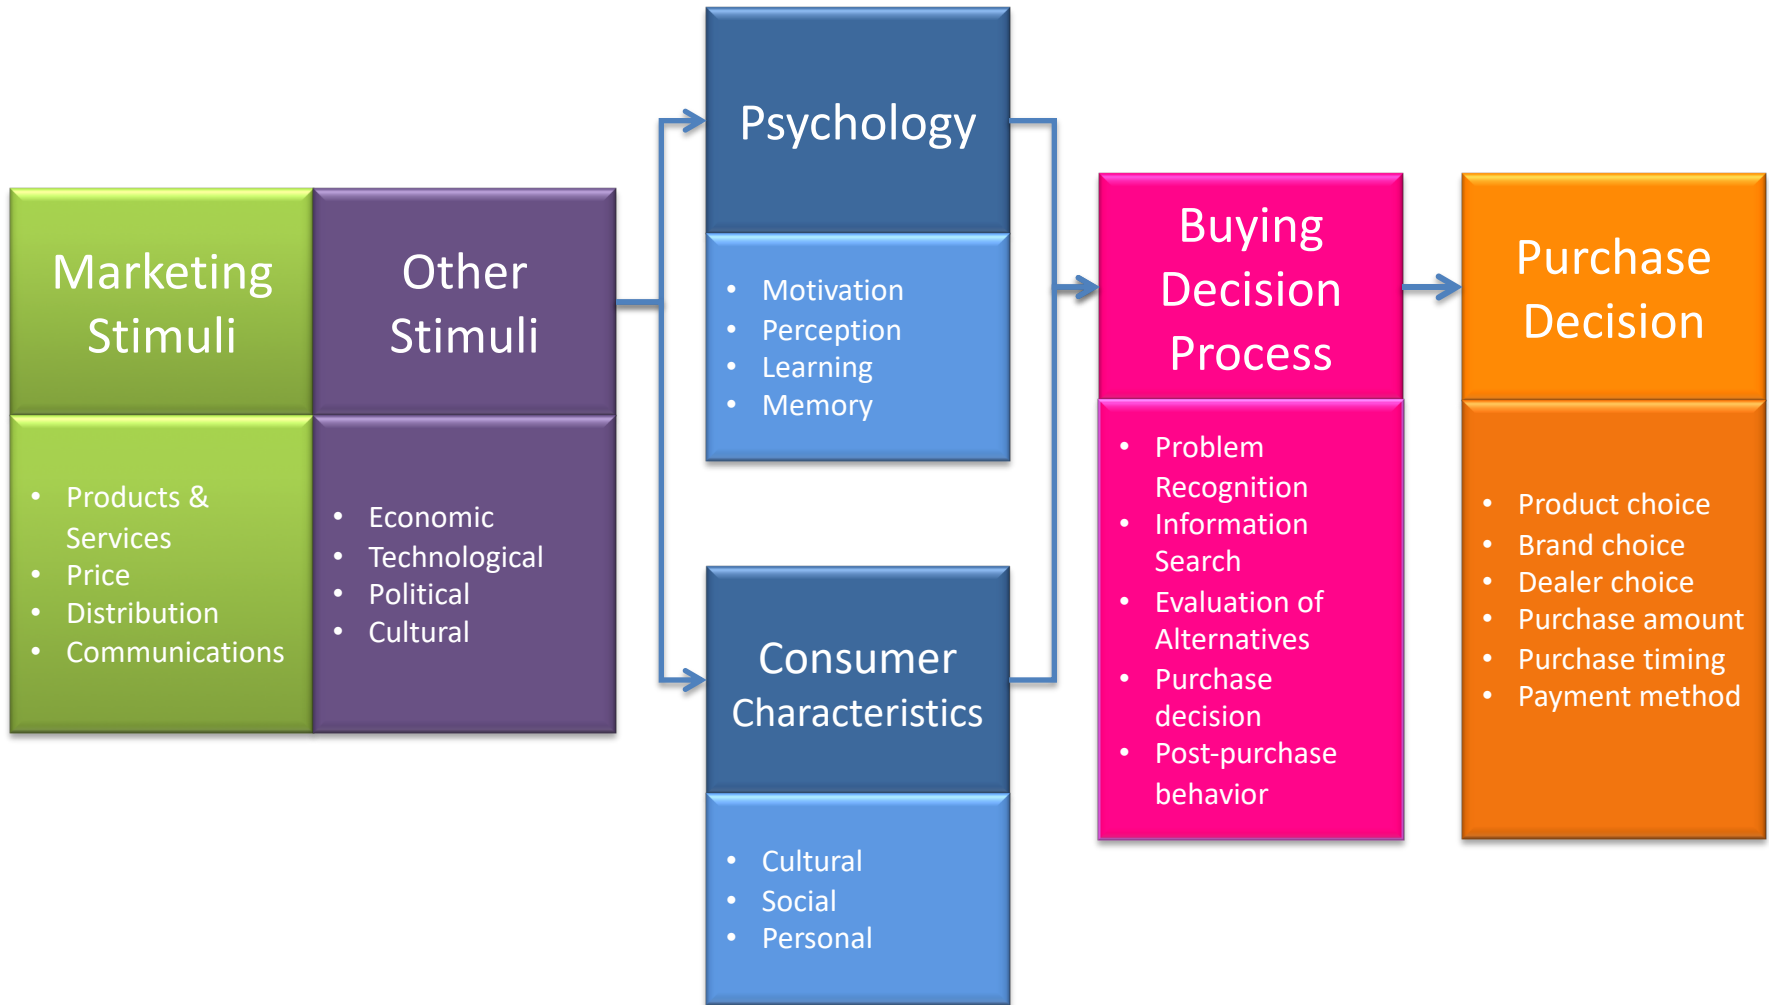 Marketing
Stimuli
• Products &
Services
• Price
• Distribution
• Communications
Other
Stimuli
• Economic
• Technological
• Political
• Cultural
Psychology
• Motivation
• Perception
• Learning
• Memory
Consumer
Characteristics
• Cultural
• Social
• Personal
Buying
Decision
Process
• Problem
Recognition
• Information
Search
• Evaluation of
Alternatives
• Purchase
decision
• Post-purchase
behavior
Purchase
Decision
• Product choice
• Brand choice
• Dealer choice
• Purchase amount
• Purchase timing
• Payment method